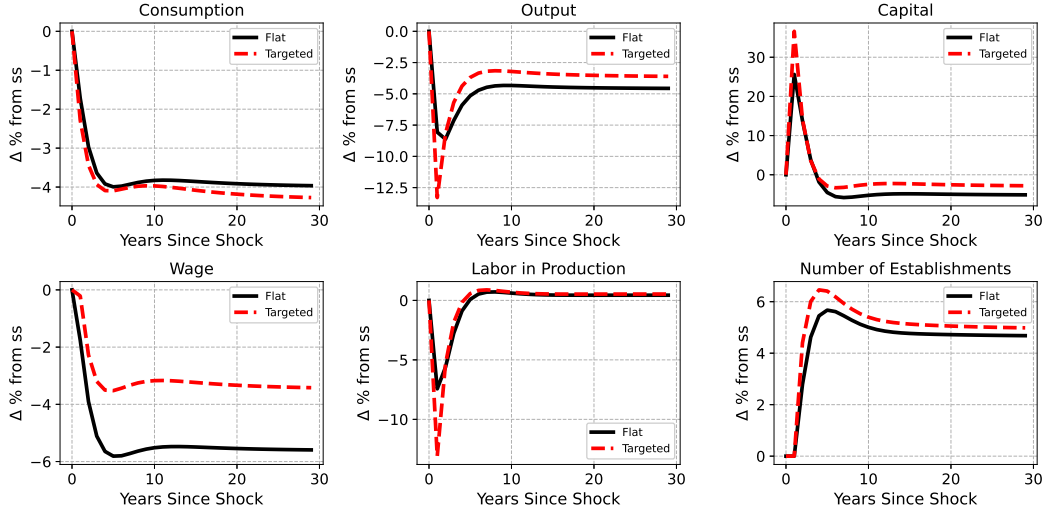 Consumption
Δ % from ss
0
−1
−2
−3
−4
0
10
20
30
Years Since Shock
Flat
Targeted
Output
Δ % from ss
0.0
−2.5
−5.0
−7.5
−10.0
−12.5
0
10
20
30
Years Since Shock
Flat
Targeted
Capital
Δ % from ss
30
20
10
0
0
10
20
30
Years Since Shock
Flat
Targeted
Wage
Δ % from ss
0
−2
−4
−6
0
10
20
30
Years Since Shock
Flat
Targeted
Labor in Production
Δ % from ss
0
−5
−10
0
10
20
30
Years Since Shock
Flat
Targeted
Number of Establishments
Δ % from ss
6
4
2
0
0
10
20
30
Years Since Shock
Flat
Targeted